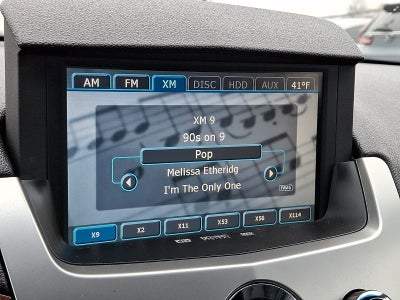 AM FM XM DISC HDD AUX 41°F
XM 9
90s on 9
Pop
Melissa Etheridg
I'm The Only One
X9 X2 X11 X53 X56 X114